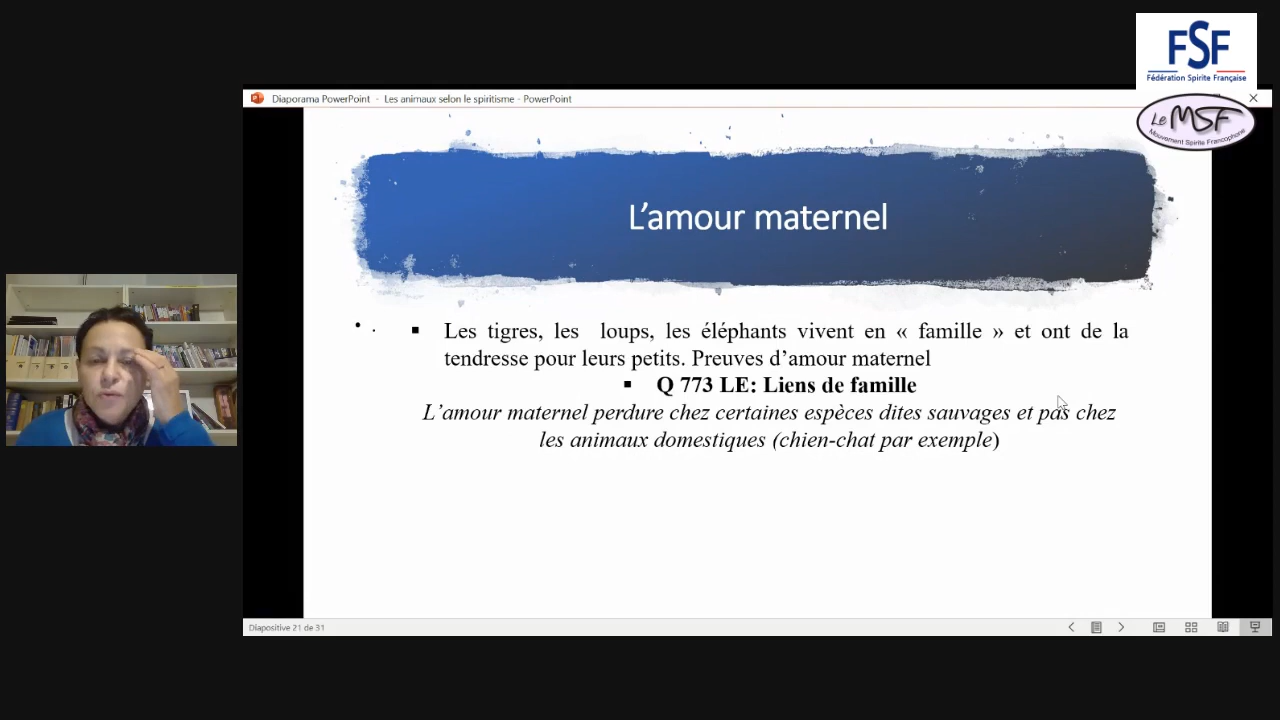 FSF
Fédération Spirite Française
Diaporama PowerPoint - Les animaux selon le spiritisme - PowerPoint
Le MSF
Mouvement Spirite Francophone
L'amour maternel
• . ▪ Les tigres, les loups, les éléphants vivent en « famille » et ont de la
tendresse pour leurs petits. Preuves d'amour maternel
▪ Q 773 LE: Liens de famille
L'amour maternel perdure chez certaines espèces dites sauvages et pas chez
les animaux domestiques (chien-chat par exemple)
Diapositive 21 de 31